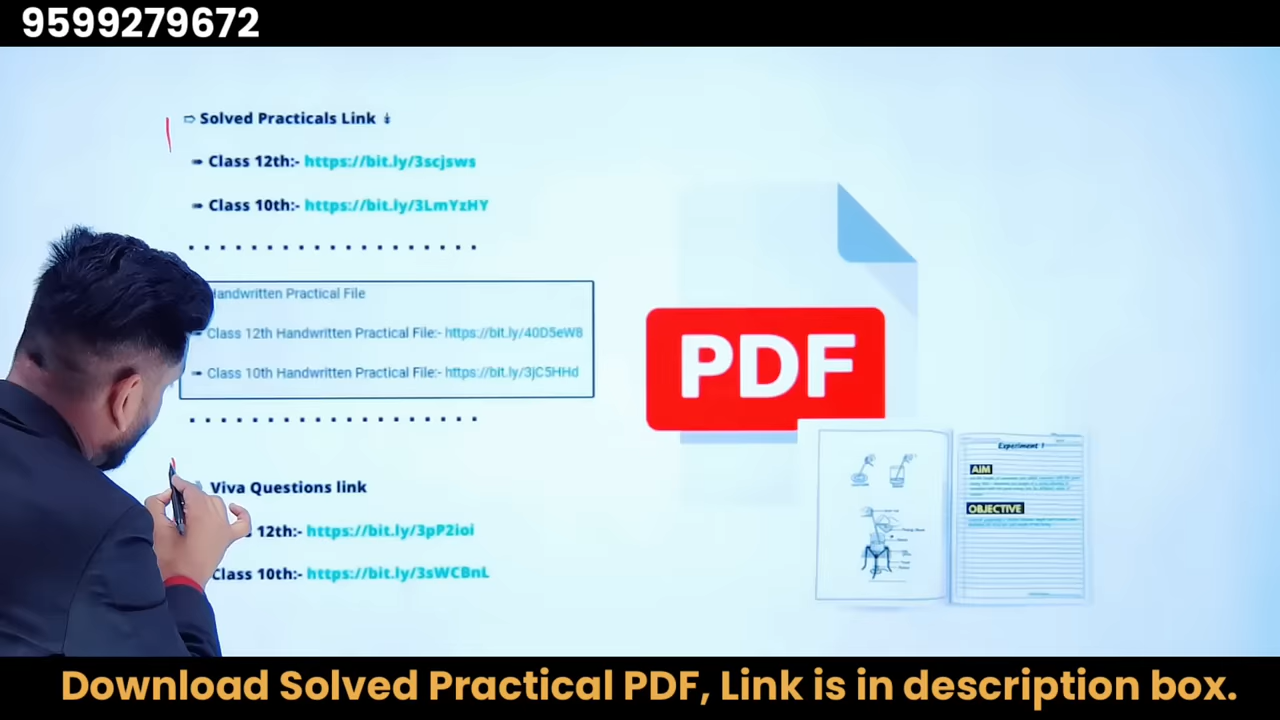 9599279672
⇨ Solved Practicals Link ↡
➠ Class 12th:- https://bit.ly/3scjsws
➠ Class 10th:- https://bit.ly/3LmYzHY
Handwritten Practical File
➠ Class 12th Handwritten Practical File:- https://bit.ly/40D5eW8
➠ Class 10th Handwritten Practical File:- https://bit.ly/3jC5HHd
Viva Questions link
12th:- https://bit.ly/3pP2ioi
Class 10th:- https://bit.ly/3sWCBnL
PDF
Experiment 1
AIM
OBJECTIVE
Download Solved Practical PDF, Link is in description box.